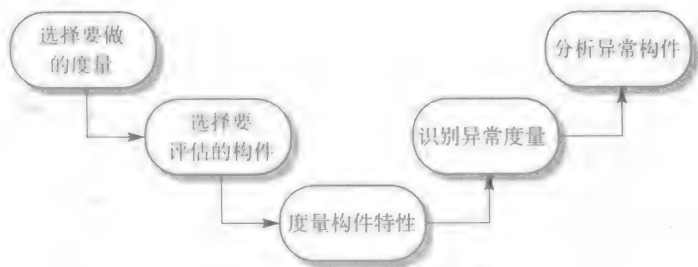 选择要做
的度量
选择要
评估的构件
度量构件特性
识别异常度量
分析异常构件